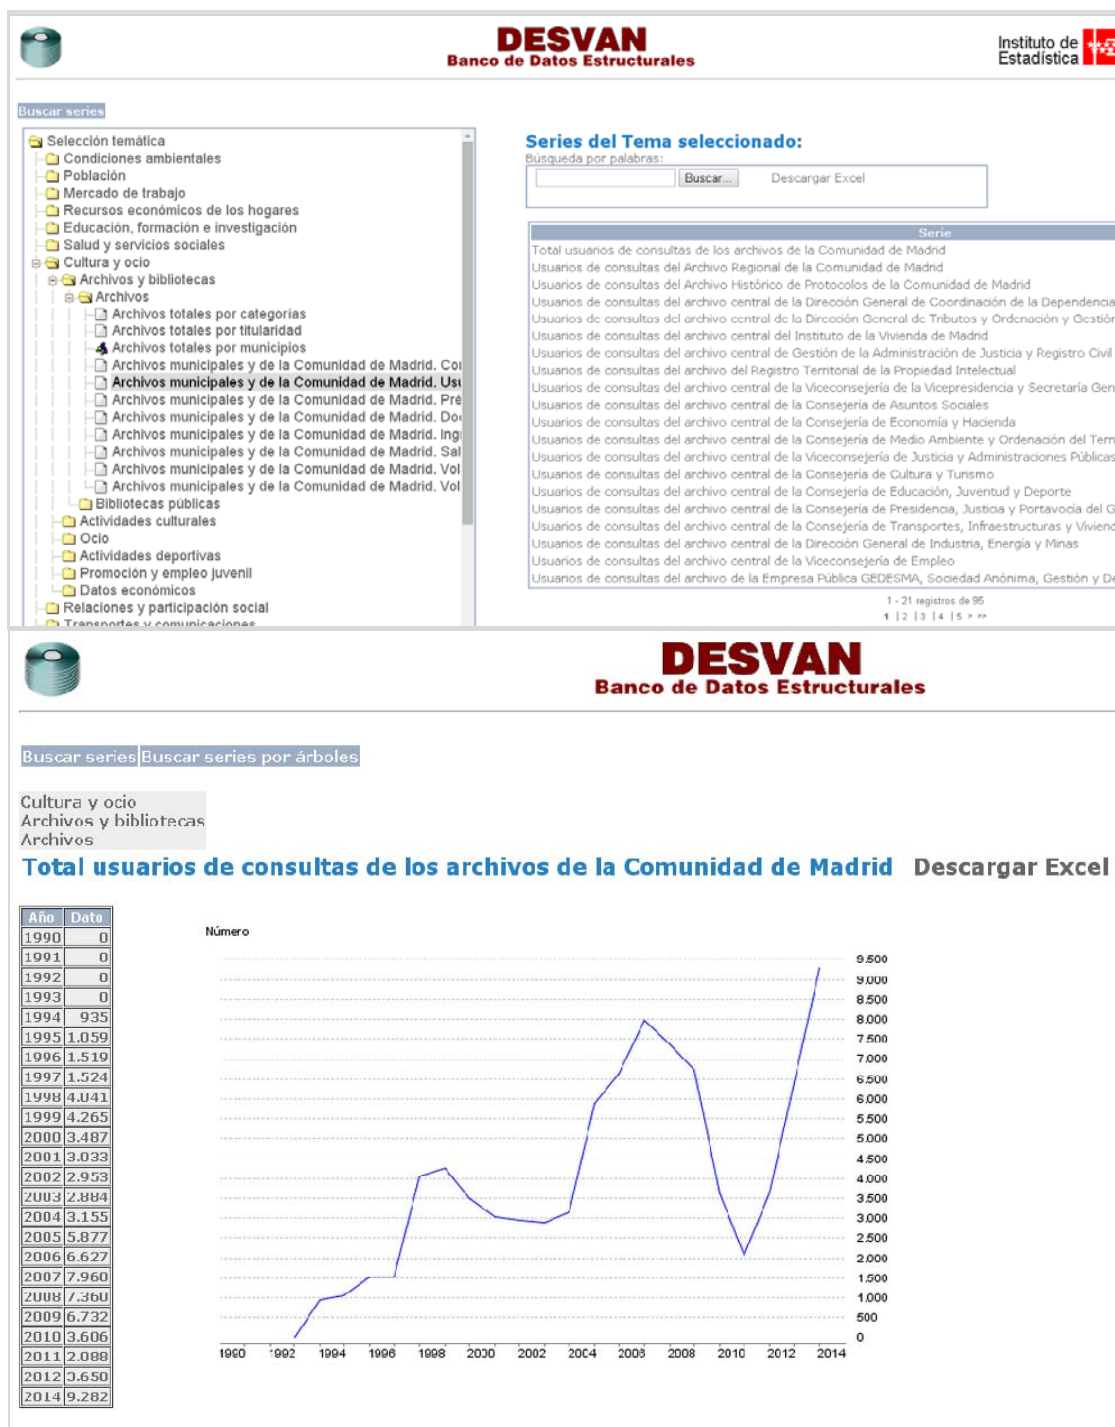 DESVAN
Banco de Datos Estructurales
Instituto de
Estadística
Buscar series
Selección temática
Condiciones ambientales
Población
Mercado de trabajo
Recursos económicos de los hogares
Educación, formación e investigación
Salud y servicios sociales
Cultura y ocio
Archivos y bibliotecas
Archivos
Archivos totales por categorías
Archivos totales por titularidad
Archivos totales por municipios
Archivos municipales y de la Comunidad de Madrid. Co
Archivos municipales y de la Comunidad de Madrid. Usu
Archivos municipales y de la Comunidad de Madrid. Pré
Archivos municipales y de la Comunidad de Madrid. Do
Archivos municipales y de la Comunidad de Madrid. Ing
Archivos municipales y de la Comunidad de Madrid. Sal
Archivos municipales y de la Comunidad de Madrid. Vol
Archivos municipales y de la Comunidad de Madrid. Vol
Bibliotecas públicas
Actividades culturales
Ocio
Actividades deportivas
Promoción y empleo juvenil
Datos económicos
Relaciones y participación social
Transportes y comunicaciones
Series del Tema seleccionado:
Búsqueda por palabras:
Buscar... Descargar Excel
Serie
Total usuarios de consultas de los archivos de la Comunidad de Madrid
Usuarios de consultas del Archivo Regional de la Comunidad de Madrid
Usuarios de consultas del Archivo Histórico de Protocolos de la Comunidad de Madrid
Usuarios de consultas del archivo central de la Dirección General de Coordinación de la Dependencia
Usuarios de consultas del archivo central de la Dirección General de Tributos y Ordenación y Gestión
Usuarios de consultas del archivo central del Instituto de la Vivienda de Madrid
Usuarios de consultas del archivo central de Gestión de la Administración de Justicia y Registro Civil
Usuarios de consultas del archivo del Registro Territorial de la Propiedad Intelectual
Usuarios de consultas del archivo central de la Viceconsejería de la Vicepresidencia y Secretaría Gen
Usuarios de consultas del archivo central de la Consejería de Asuntos Sociales
Usuarios de consultas del archivo central de la Consejería de Economía y Hacienda
Usuarios de consultas del archivo central de la Consejería de Medio Ambiente y Ordenación del Terri
Usuarios de consultas del archivo central de la Viceconsejería de Justicia y Administraciones Públicas
Usuarios de consultas del archivo central de la Consejería de Cultura y Turismo
Usuarios de consultas del archivo central de la Consejería de Educación, Juventud y Deporte
Usuarios de consultas del archivo central de la Consejería de Presidencia, Justicia y Portavocía del G
Usuarios de consultas del archivo central de la Consejería de Transportes, Infraestructuras y Viviend
Usuarios de consultas del archivo central de la Dirección General de Industria, Energía y Minas
Usuarios de consultas del archivo central de la Viceconsejería de Empleo
Usuarios de consultas del archivo de la Empresa Pública GEDESMA, Sociedad Anónima, Gestión y De
1 - 21 registros de 95
1 | 2 | 3 | 4 | 5 > >>
DESVAN
Banco de Datos Estructurales
Buscar series Buscar series por árboles
Cultura y ocio
Archivos y bibliotecas
Archivos
Total usuarios de consultas de los archivos de la Comunidad de Madrid Descargar Excel
Año Dato
1990 0
1991 0
1992 0
1993 0
1994 935
1995 1.059
1996 1.519
1997 1.524
1998 4.041
1999 4.265
2000 3.487
2001 3.033
2002 2.953
2003 2.884
2004 3.155
2005 5.877
2006 6.627
2007 7.960
2008 7.360
2009 6.732
2010 3.606
2011 2.088
2012 3.650
2014 9.282
Número
9.500
9.000
8.500
8.000
7.500
7.000
6.500
6.000
5.500
5.000
4.500
4.000
3.500
3.000
2.500
2.000
1.500
1.000
500
0
1990 1992 1994 1996 1998 2000 2002 2004 2006 2008 2010 2012 2014